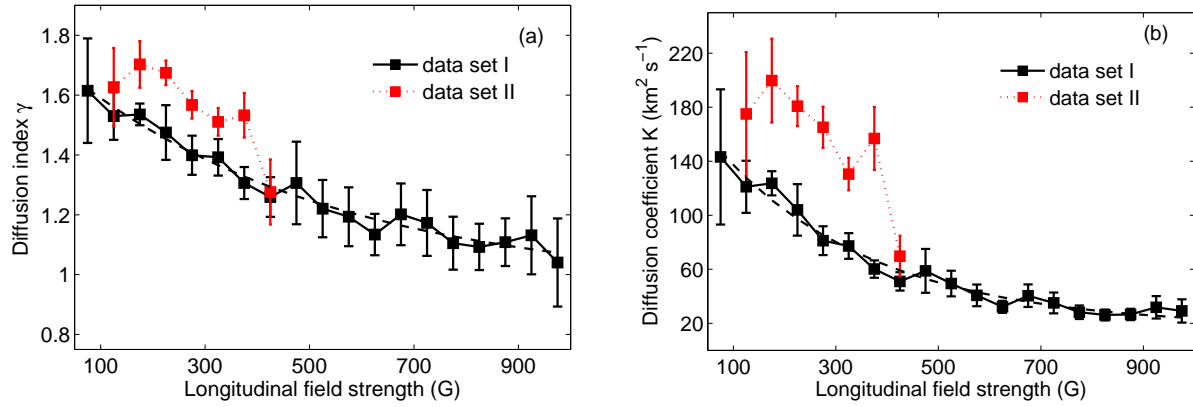 (a)
data set I
data set II
1.8
1.6
1.4
1.2
1
0.8
Diffusion index γ
100 300 500 700 900
Longitudinal field strength (G)
(b)
data set I
data set II
220
180
140
100
60
20
Diffusion coefficient K (km² s⁻¹)
100 300 500 700 900
Longitudinal field strength (G)